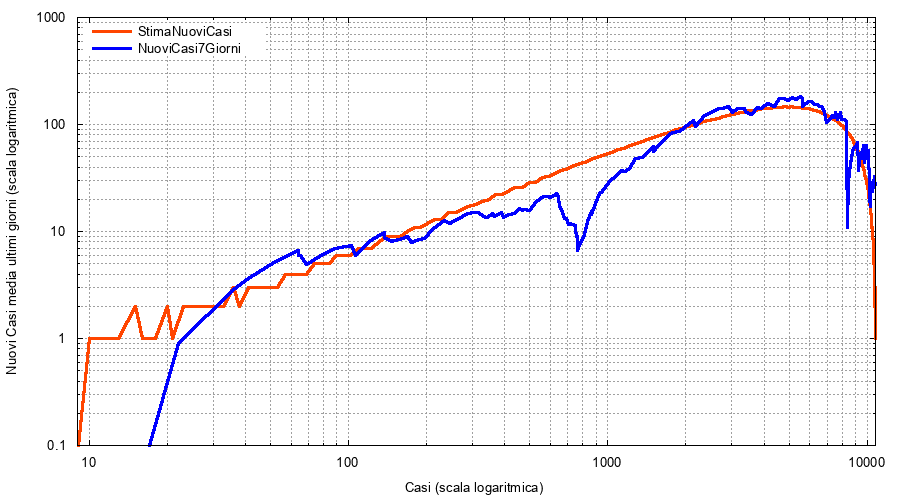 1000
StimaNuoviCasi
NuoviCasi7Giorni
100
10
1
0.1
Nuovi Casi media ultimi giorni (scala logaritmica)
10 100 1000 10000
Casi (scala logaritmica)